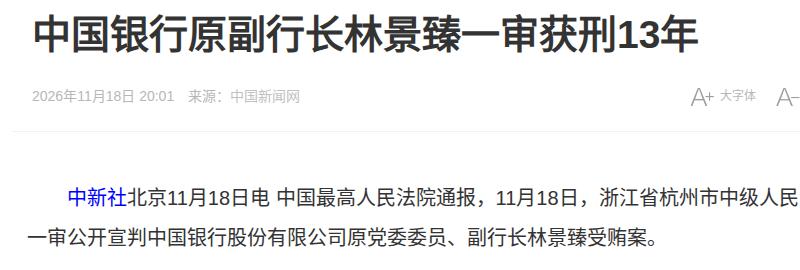 中国银行原副行长林景臻一审获刑13年
2026年11月18日 20:01 来源：中国新闻网 A+ 大字体 A-
中新社北京11月18日电 中国最高人民法院通报，11月18日，浙江省杭州市中级人民
一审公开宣判中国银行股份有限公司原党委委员、副行长林景臻受贿案。